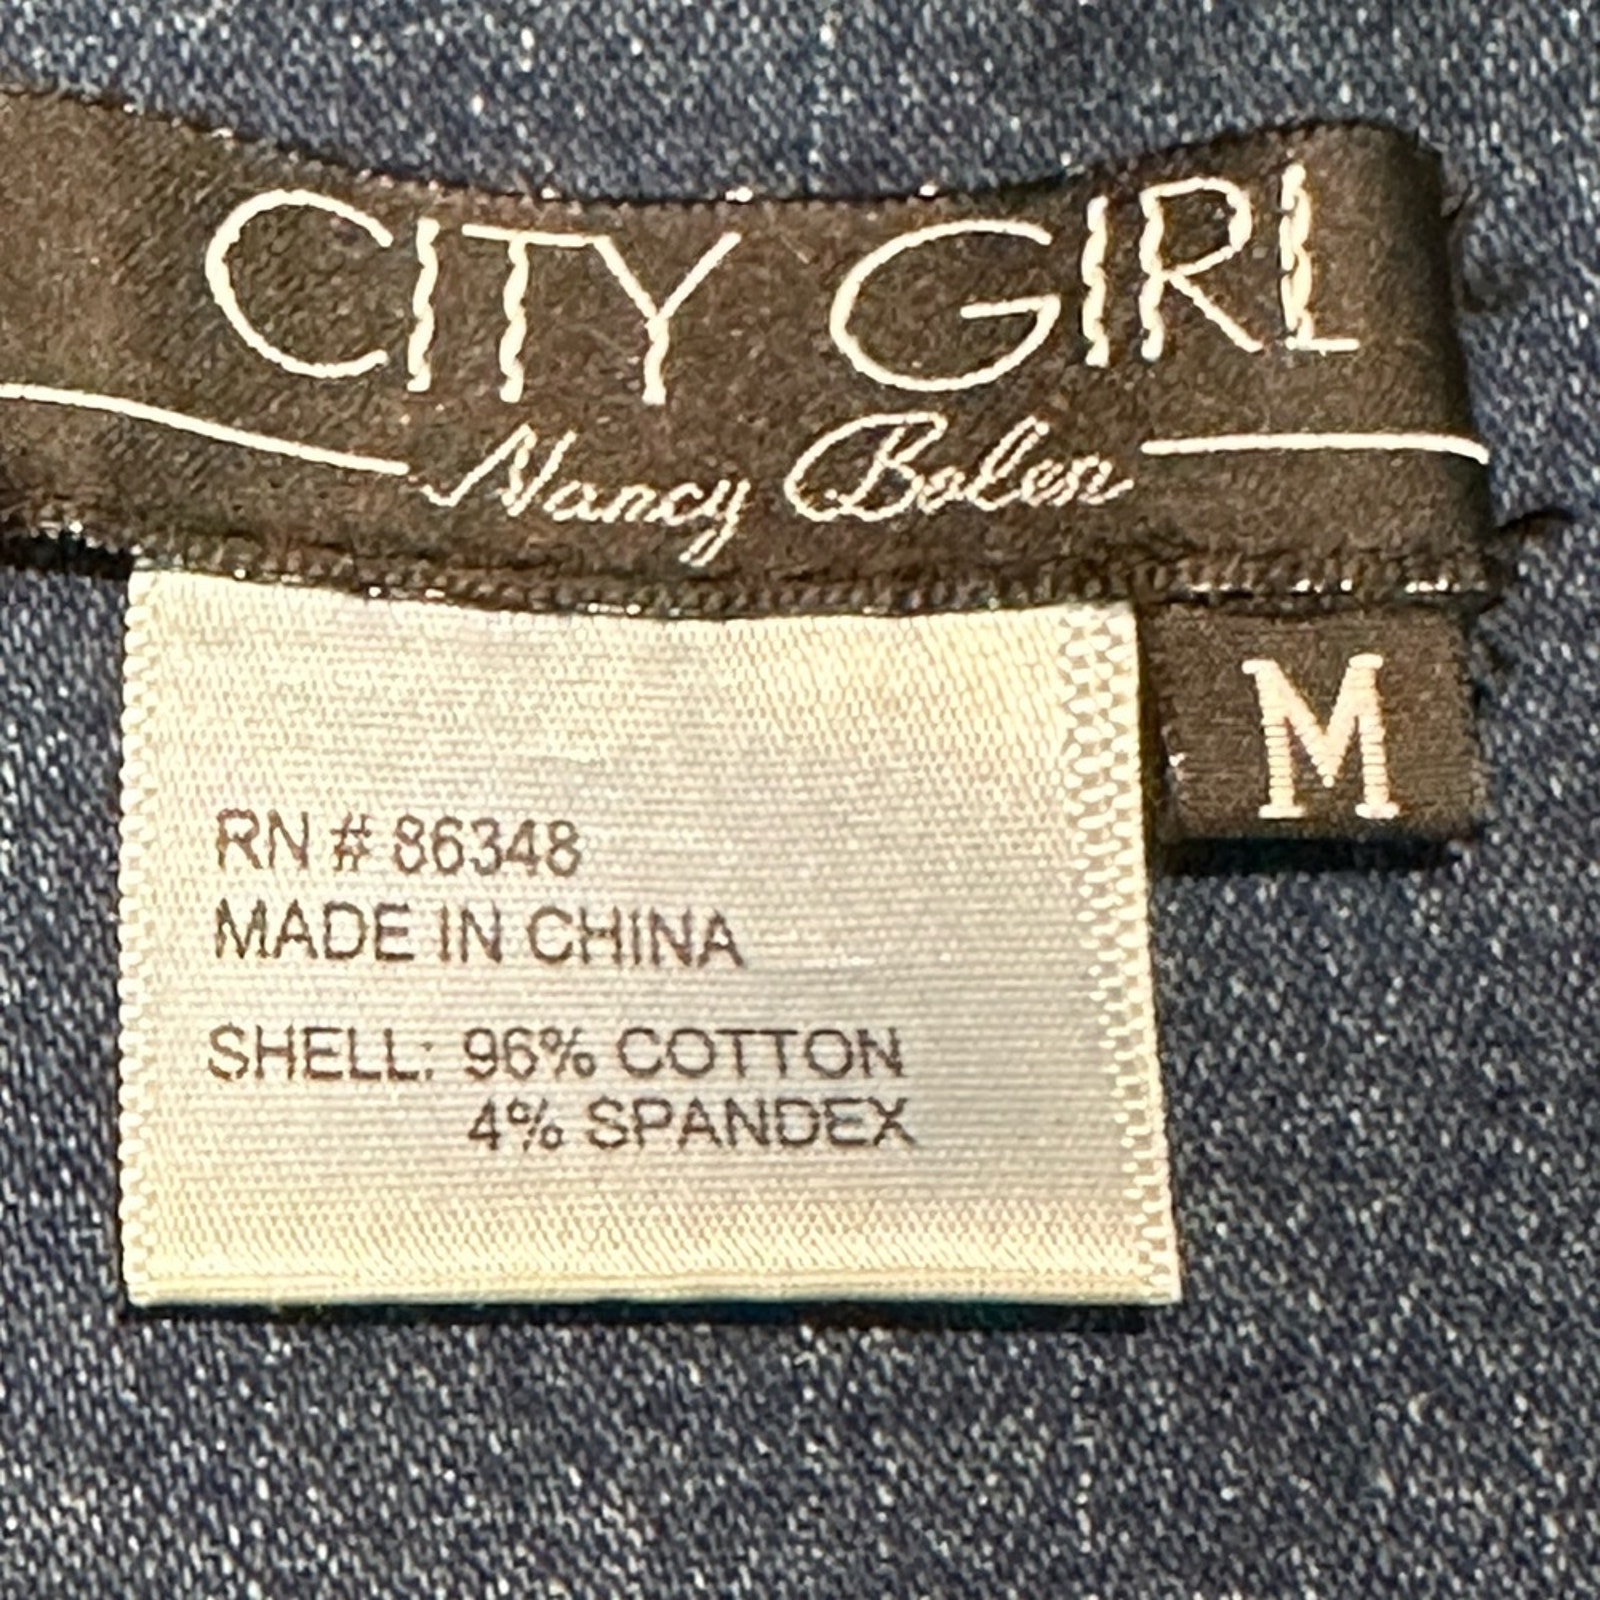 CITY GIRL
Nancy Bolen
M
RN # 86348
MADE IN CHINA
SHELL: 96% COTTON
4% SPANDEX